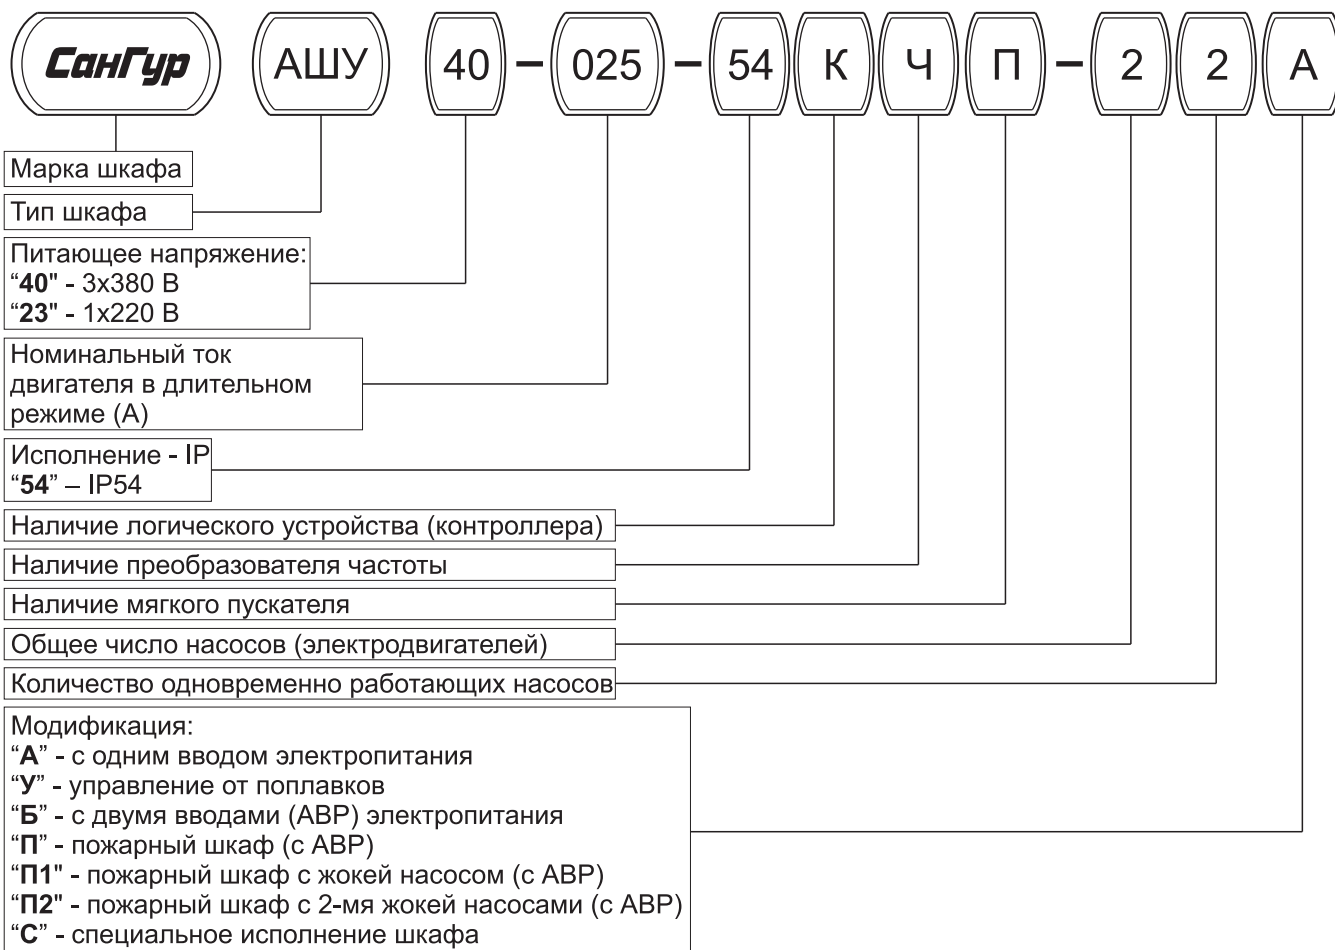 СанГур АШУ 40 – 025 – 54 К Ч П – 2 2 А
Марка шкафа
Тип шкафа
Питающее напряжение:
“40" - 3х380 В
“23" - 1х220 В
Номинальный ток
двигателя в длительном
режиме (А)
Исполнение - IP
“54” – IP54
Наличие логического устройства (контроллера)
Наличие преобразователя частоты
Наличие мягкого пускателя
Общее число насосов (электродвигателей)
Количество одновременно работающих насосов
Модификация:
“А” - с одним вводом электропитания
“У” - управление от поплавков
“Б” - с двумя вводами (АВР) электропитания
“П” - пожарный шкаф (с АВР)
“П1" - пожарный шкаф с жокей насосом (с АВР)
“П2" - пожарный шкаф с 2-мя жокей насосами (с АВР)
“С” - специальное исполнение шкафа